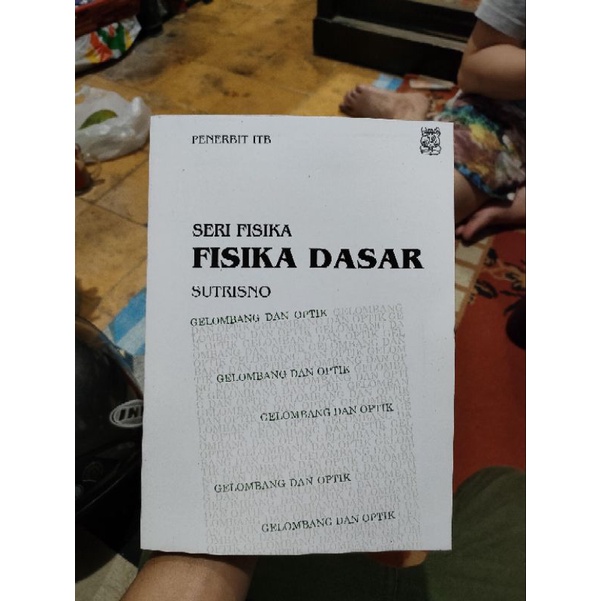 PENERBIT ITB
SERI FISIKA
FISIKA DASAR
SUTRISNO
GELOMBANG DAN OPTIK
GELOMBANG DAN OPTIK
GELOMBANG DAN OPTIK
GELOMBANG DAN OPTIK
GELOMBANG DAN OPTIK